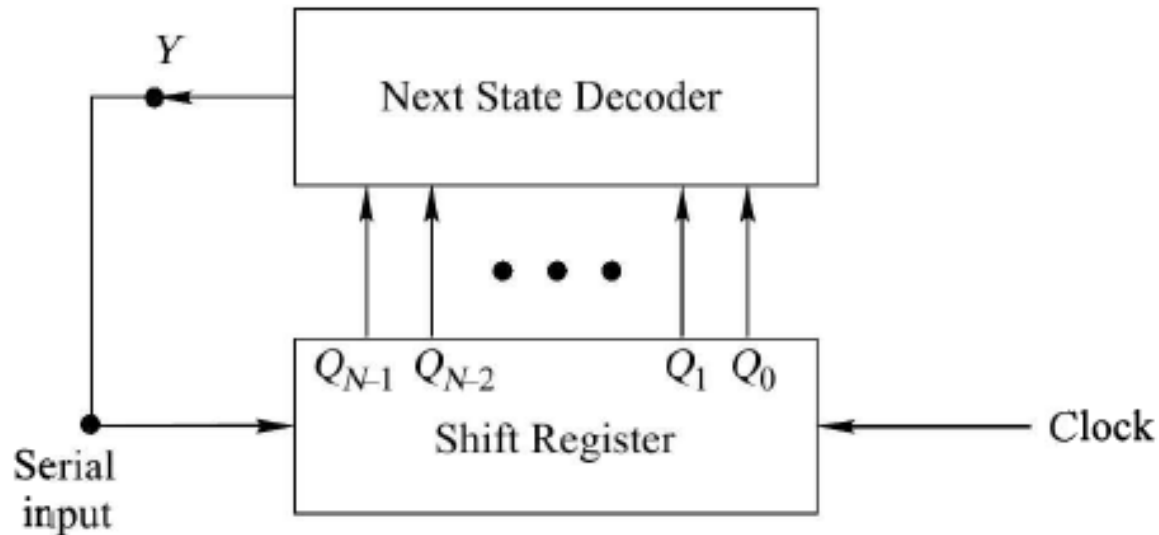 Y
Next State Decoder
Q_{N-1} Q_{N-2} Q_1 Q_0
Shift Register
Clock
Serial
input